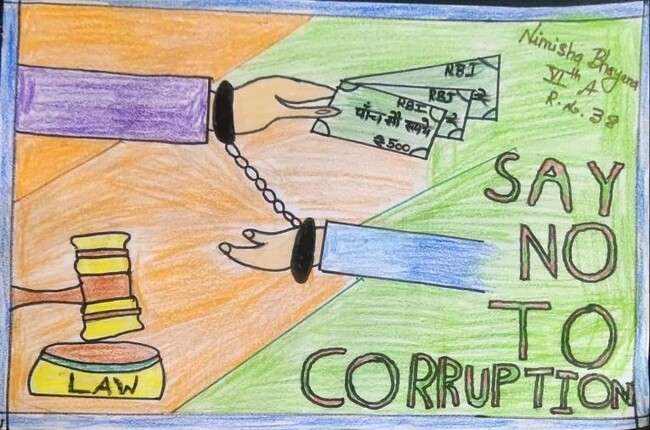 Nimisha Bhayana
VIth A
R.No. 38
RBI
RBI
₹
RBI
₹
पाँच सौ रूपये
₹500
SAY
NO
TO
CORRUPTION
LAW